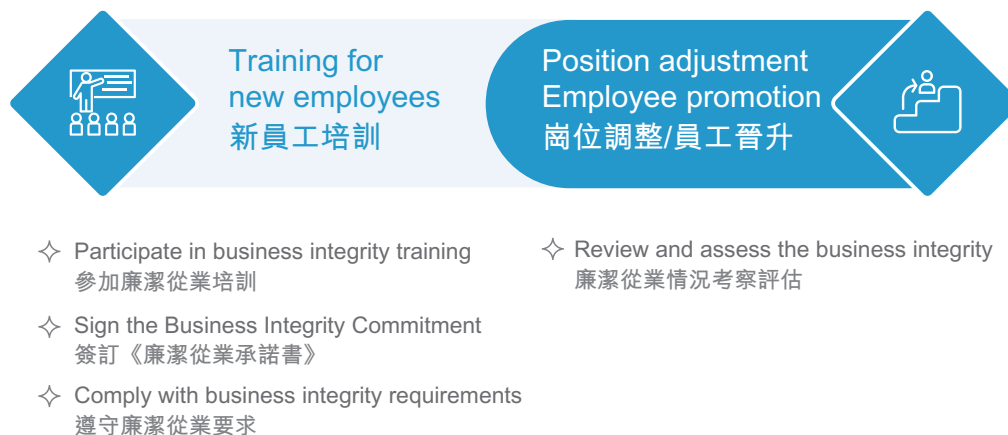 Training for
new employees
新員工培訓
Position adjustment
Employee promotion
崗位調整/員工晉升
Participate in business integrity training
參加廉潔從業培訓
Sign the Business Integrity Commitment
簽訂《廉潔從業承諾書》
Comply with business integrity requirements
遵守廉潔從業要求
Review and assess the business integrity
廉潔從業情況考察評估